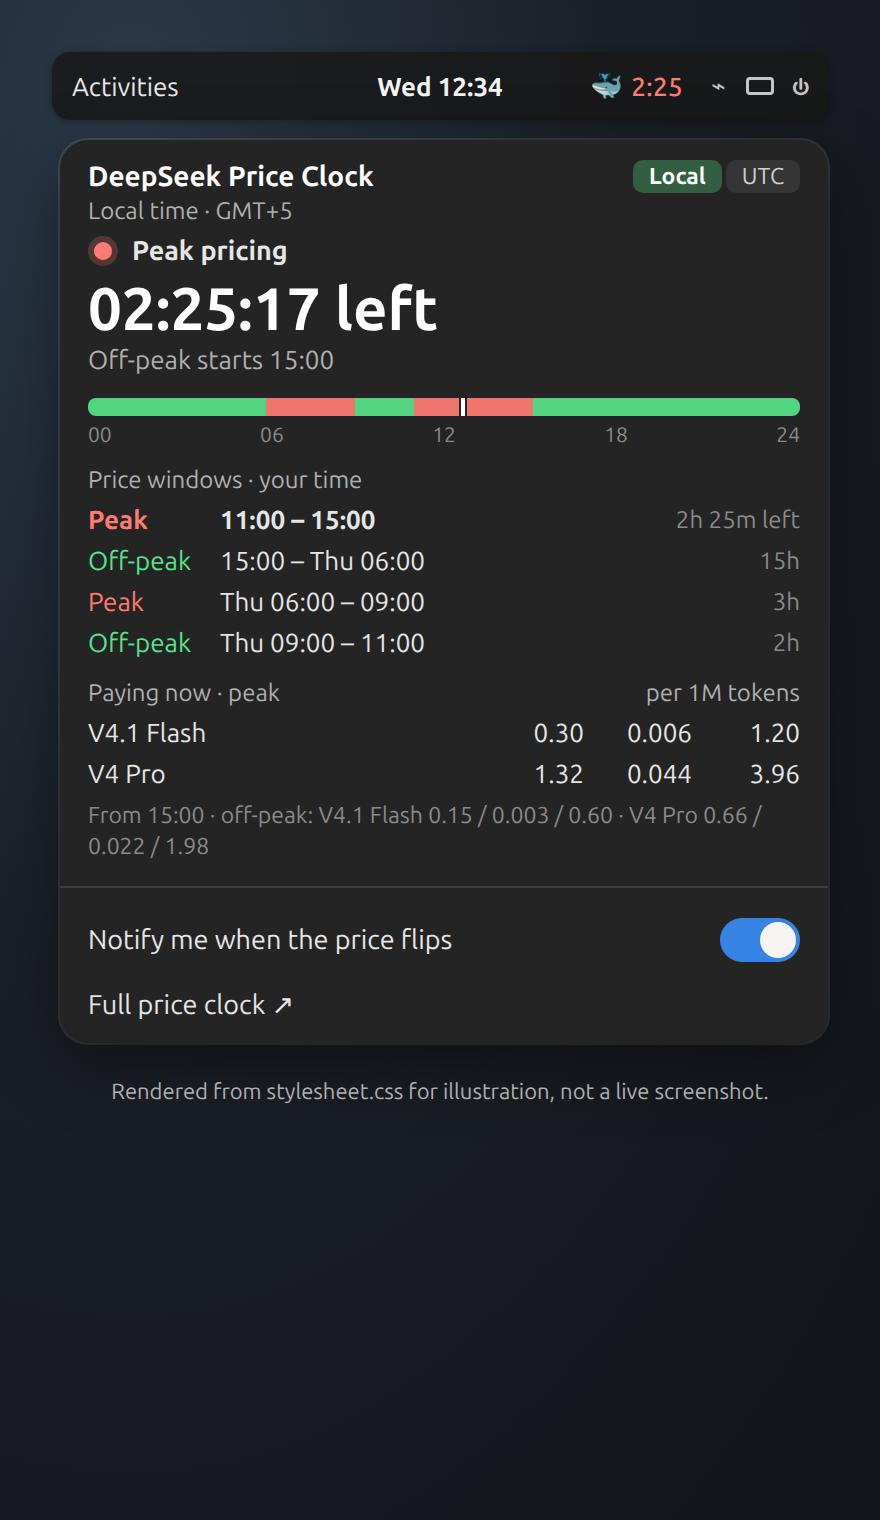 Activities Wed 12:34 🐳 2:25
DeepSeek Price Clock Local UTC
Local time · GMT+5
Peak pricing
02:25:17 left
Off-peak starts 15:00
00 06 12 18 24
Price windows · your time
Peak 11:00 – 15:00 2h 25m left
Off-peak 15:00 – Thu 06:00 15h
Peak Thu 06:00 – 09:00 3h
Off-peak Thu 09:00 – 11:00 2h
Paying now · peak per 1M tokens
V4.1 Flash 0.30 0.006 1.20
V4 Pro 1.32 0.044 3.96
From 15:00 · off-peak: V4.1 Flash 0.15 / 0.003 / 0.60 · V4 Pro 0.66 /
0.022 / 1.98
Notify me when the price flips
Full price clock ↗
Rendered from stylesheet.css for illustration, not a live screenshot.